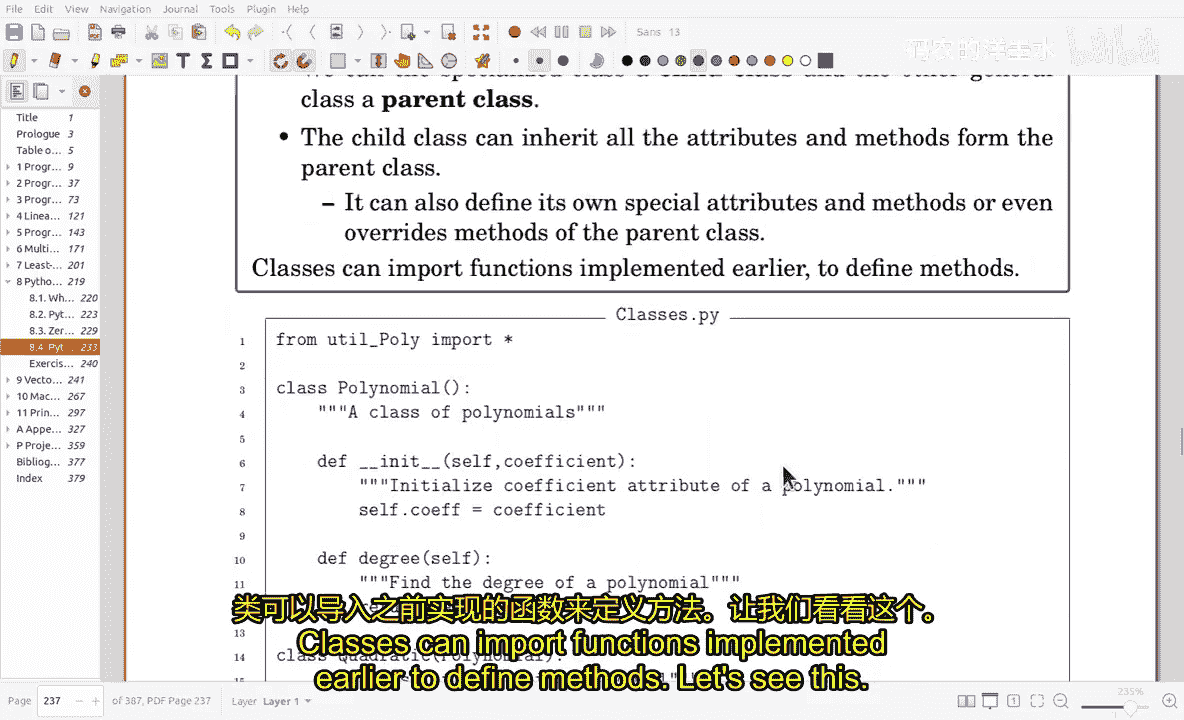 File Edit View Navigation Journal Tools Plugin Help
Sans 13
class a parent class.
Title 1
Prologue 3
Table o... 5
1 Progr... 9
2 Progr... 37
3 Progr... 73
4 Linea... 121
5 Progr... 143
6 Multi... 171
7 Least-... 201
8 Pytho... 219
8.1. Wh... 220
8.2. Pyt... 223
8.3. Zer... 229
8.4 Pyt... 233
Exercis... 240
9 Vecto... 241
10 Mac... 267
11 Prin... 297
A Appe... 327
P Proje... 359
Bibliog... 377
Index 379
• The child class can inherit all the attributes and methods form the
parent class.
– It can also define its own special attributes and methods or even
overrides methods of the parent class.
Classes can import functions implemented earlier, to define methods.
Classes.py
1 from util_Poly import *
2
3 class Polynomial():
4 """A class of polynomials"""
5
6 def __init__(self,coefficient):
7 """Initialize coefficient attribute of a polynomial."""
8 self.coeff = coefficient
9
10 def degree(self):
11 """Find the degree of a polynomial"""
13
14 class Quadratic(Polynomial):
类可以导入之前实现的函数来定义方法。让我们看看这个。
Classes can import functions implemented
earlier to define methods. Let's see this.
Page 237 of 387, PDF Page 237 Layer Layer 1
235%